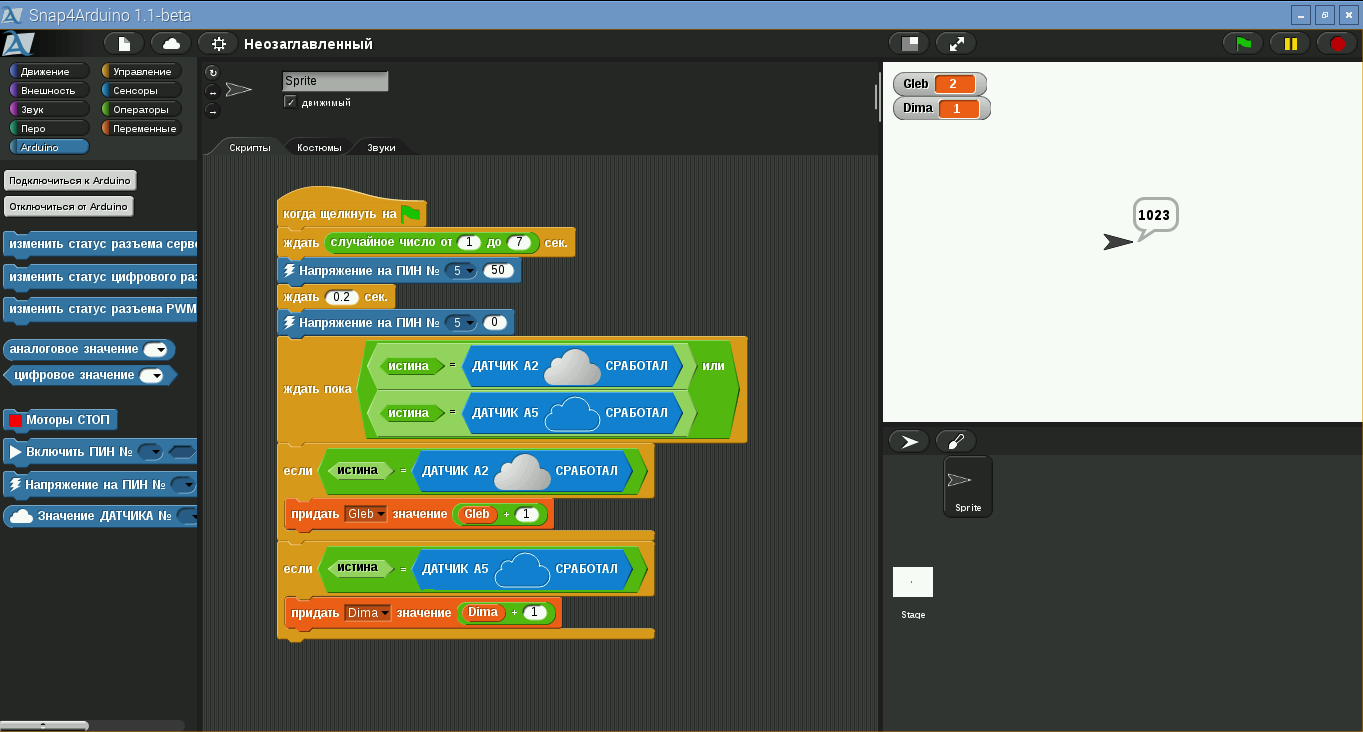 Snap4Arduino 1.1-beta
Неозаглавленный
Движение
Управление
Внешность
Сенсоры
Звук
Операторы
Перо
Переменные
Arduino
Подключиться к Arduino
Отключиться от Arduino
изменить статус разъема серв
изменить статус цифрового ра
изменить статус разъема PWM
аналоговое значение
цифровое значение
Моторы СТОП
Включить ПИН №
Напряжение на ПИН №
Значение ДАТЧИКА №
Sprite
движимый
Скрипты
Костюмы
Звуки
когда щелкнуть на
ждать случайное число от 1 до 7 сек.
Напряжение на ПИН № 5 50
ждать 0.2 сек.
Напряжение на ПИН № 5 0
ждать пока
истина = ДАТЧИК A2 СРАБОТАЛ или
истина = ДАТЧИК A5 СРАБОТАЛ
если истина = ДАТЧИК A2 СРАБОТАЛ
придать Gleb значение Gleb + 1
если истина = ДАТЧИК A5 СРАБОТАЛ
придать Dima значение Dima + 1
Gleb 2
Dima 1
1023
Sprite
Stage